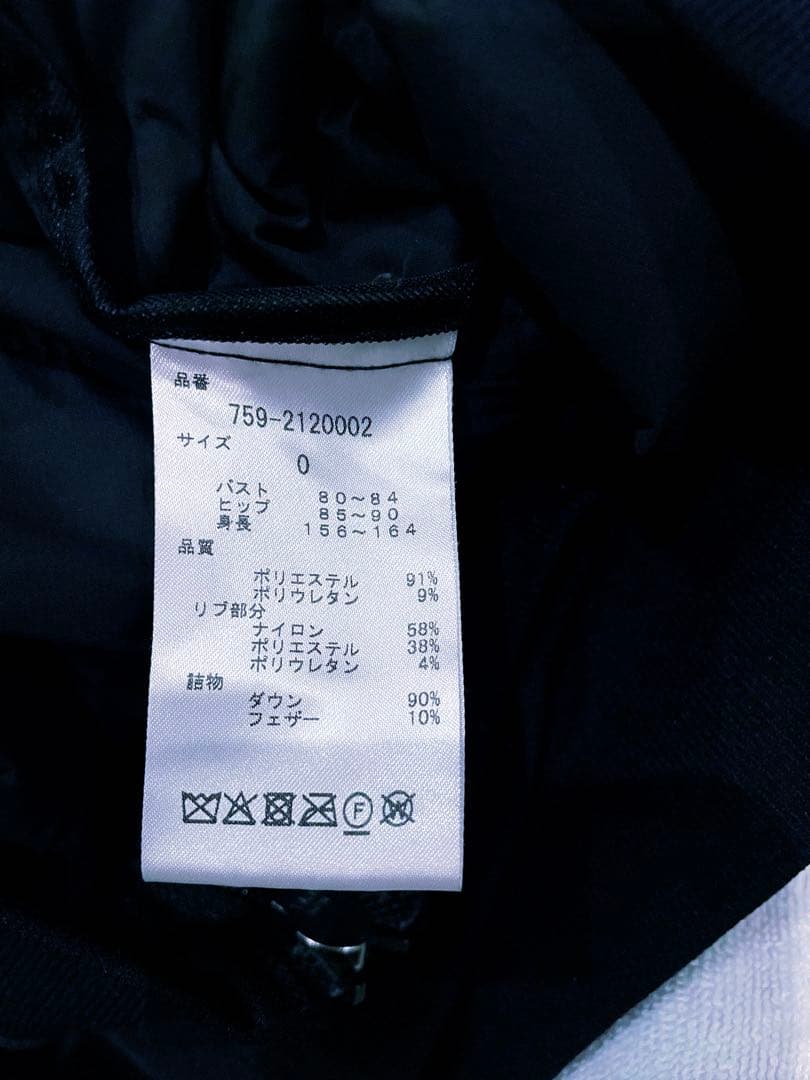 品番
759-2120002
サイズ
0
バスト 80～84
ヒップ 85～90
身長 156～164
品質
ポリエステル 91%
ポリウレタン 9%
リブ部分
ナイロン 58%
ポリエステル 38%
ポリウレタン 4%
詰物
ダウン 90%
フェザー 10%
F W